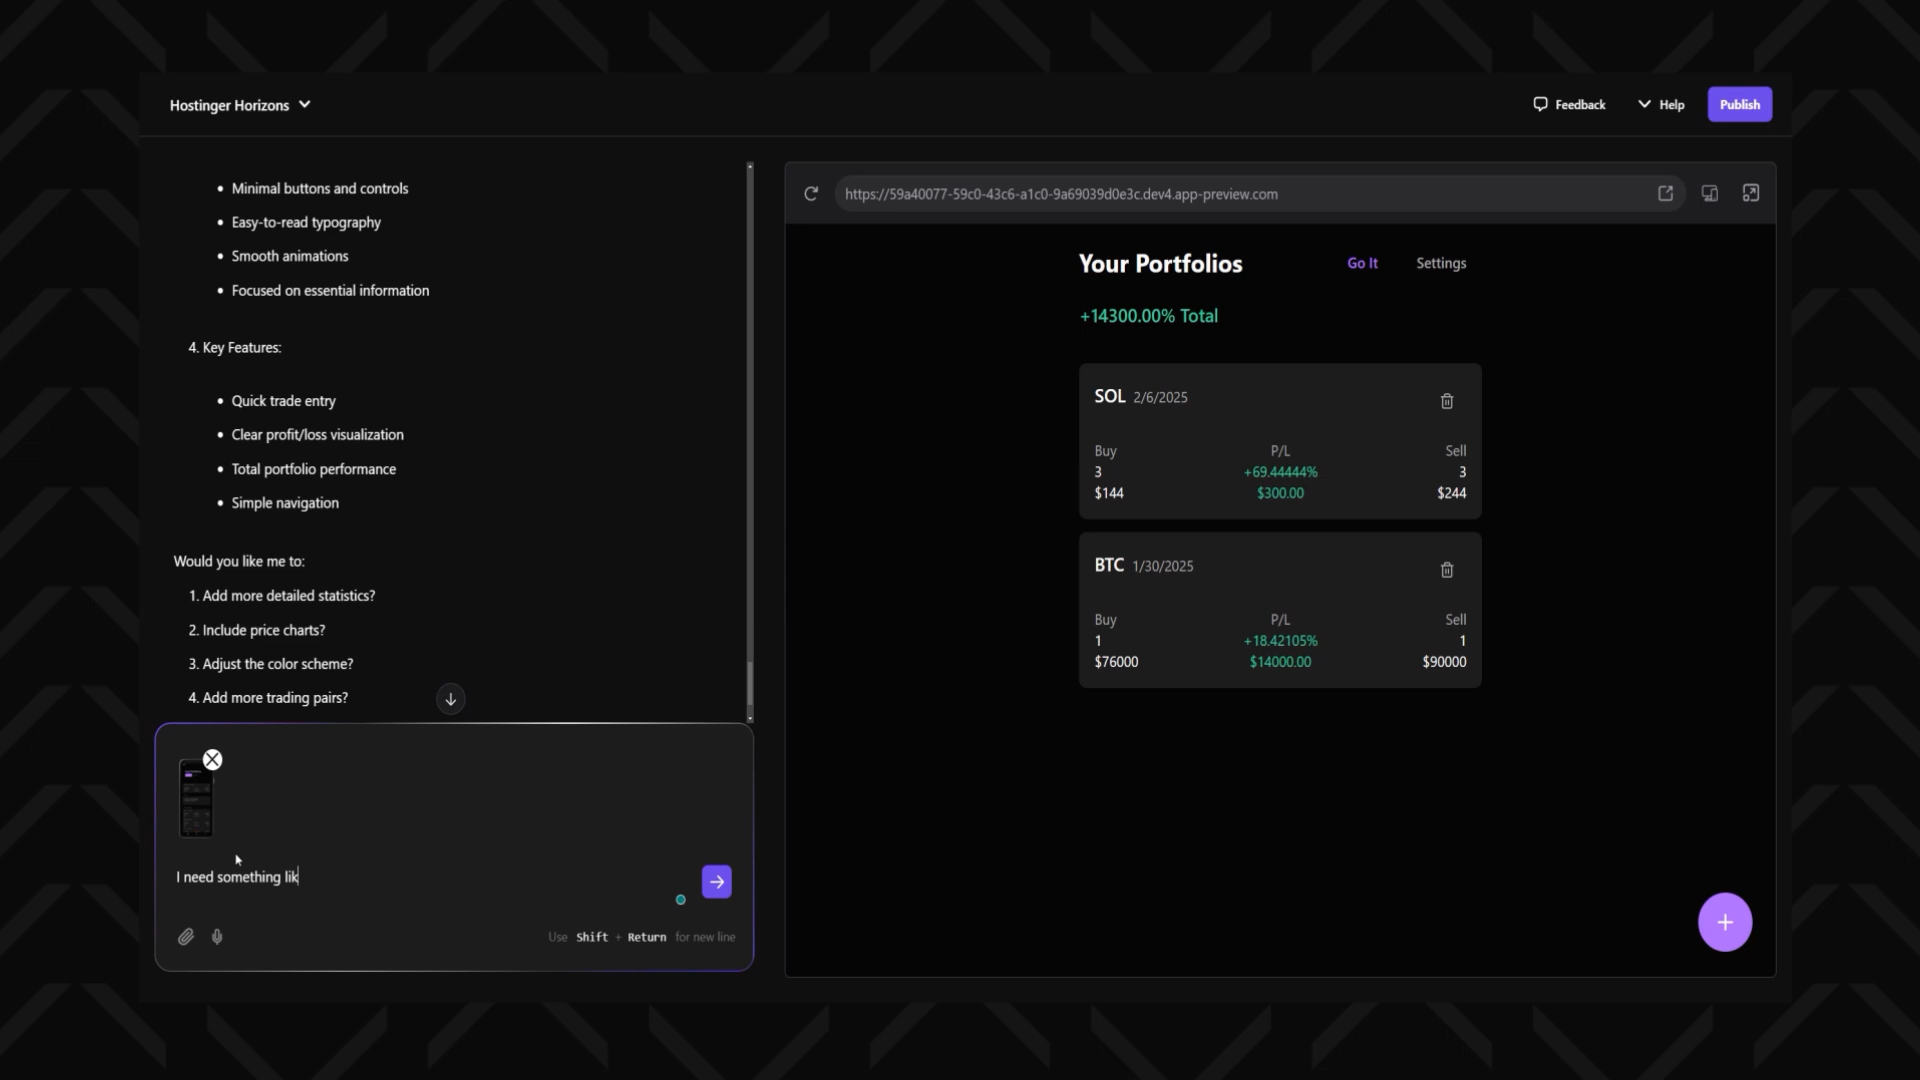 Hostinger Horizons
Feedback
Help
Publish
• Minimal buttons and controls
• Easy-to-read typography
• Smooth animations
• Focused on essential information
4. Key Features:
• Quick trade entry
• Clear profit/loss visualization
• Total portfolio performance
• Simple navigation
Would you like me to:
1. Add more detailed statistics?
2. Include price charts?
3. Adjust the color scheme?
4. Add more trading pairs?
I need something lik
Use Shift + Return for new line
https://59a40077-59c0-43c6-a1c0-9a69039d0e3c.dev4.app-preview.com
Your Portfolios
Go It
Settings
+14300.00% Total
SOL 2/6/2025
Buy P/L Sell
3 +69.44444% 3
$144 $300.00 $244
BTC 1/30/2025
Buy P/L Sell
1 +18.42105% 1
$76000 $14000.00 $90000